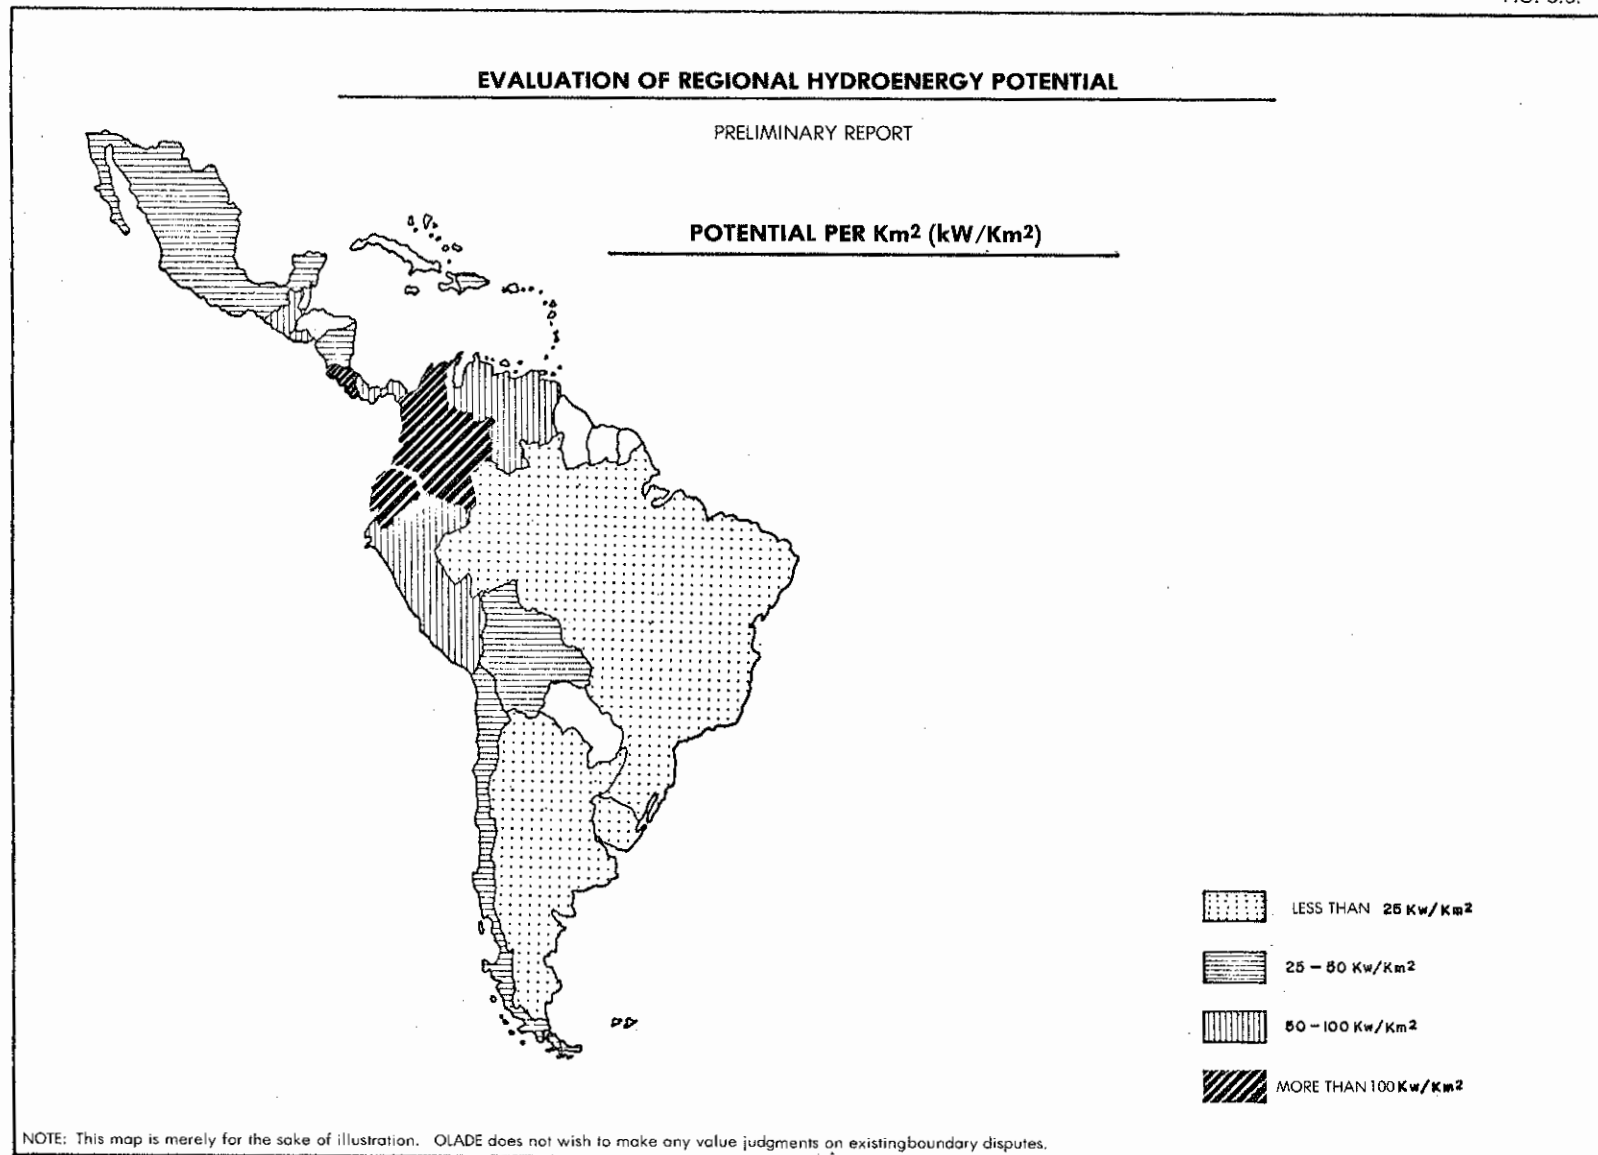 EVALUATION OF REGIONAL HYDROENERGY POTENTIAL
PRELIMINARY REPORT
POTENTIAL PER Km² (kW/Km²)
LESS THAN 25 Kw/Km²
25 – 50 Kw/Km²
50 – 100 Kw/Km²
MORE THAN 100 Kw/Km²
NOTE: This map is merely for the sake of illustration. OLADE does not wish to make any value judgments on existingboundary disputes.